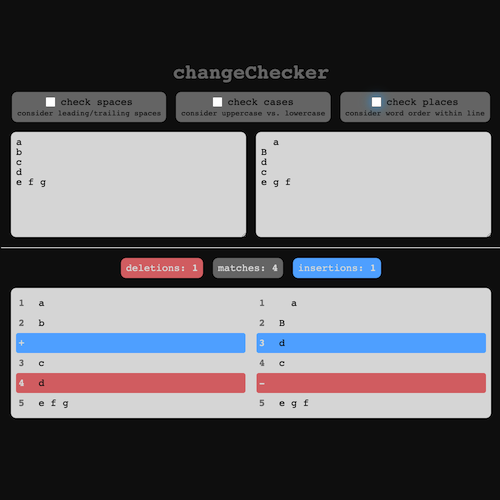 changeChecker
check spaces
consider leading/trailing spaces
check cases
consider uppercase vs. lowercase
check places
consider word order within line
a
b
c
d
e f g
  a
B
d
c
e g f
deletions: 1
matches: 4
insertions: 1
1 a 1   a
2 b 2 B
+ 3 d
3 c 4 c
4 d -
5 e f g 5 e g f